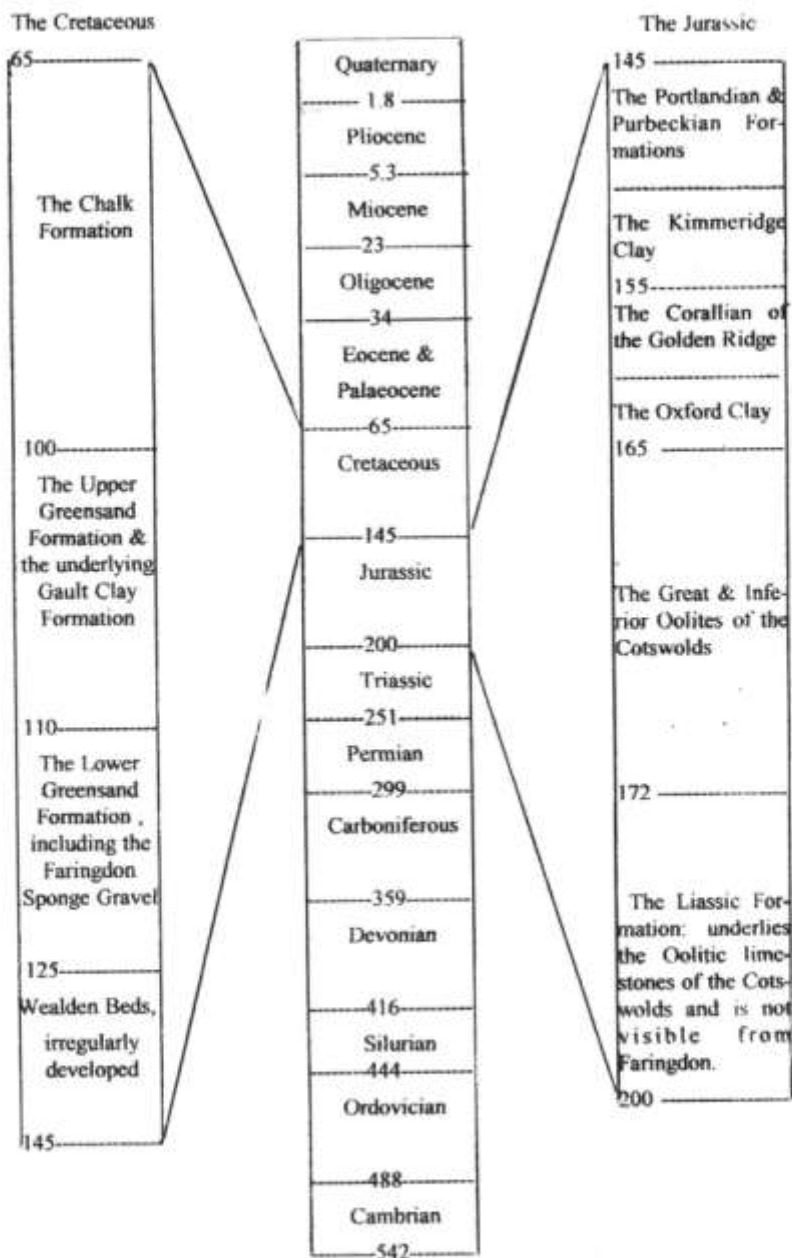 The Cretaceous
65
The Chalk
Formation
100
The Upper
Greensand
Formation &
the underlying
Gault Clay
Formation
110
The Lower
Greensand
Formation ,
including the
Faringdon
Sponge Gravel
125
Wealden Beds,
irregularly
developed
145
Quaternary
1.8
Pliocene
5.3
Miocene
23
Oligocene
34
Eocene &
Palaeocene
65
Cretaceous
145
Jurassic
200
Triassic
251
Permian
299
Carboniferous
359
Devonian
416
Silurian
444
Ordovician
488
Cambrian
542
The Jurassic
145
The Portlandian &
Purbeckian For-
mations
The Kimmeridge
Clay
155
The Corallian of
the Golden Ridge
The Oxford Clay
165
The Great & Infe-
rior Oolites of the
Cotswolds
172
The Liassic For-
mation: underlies
the Oolitic lime-
stones of the Cots-
wolds and is not
visible from
Faringdon.
200